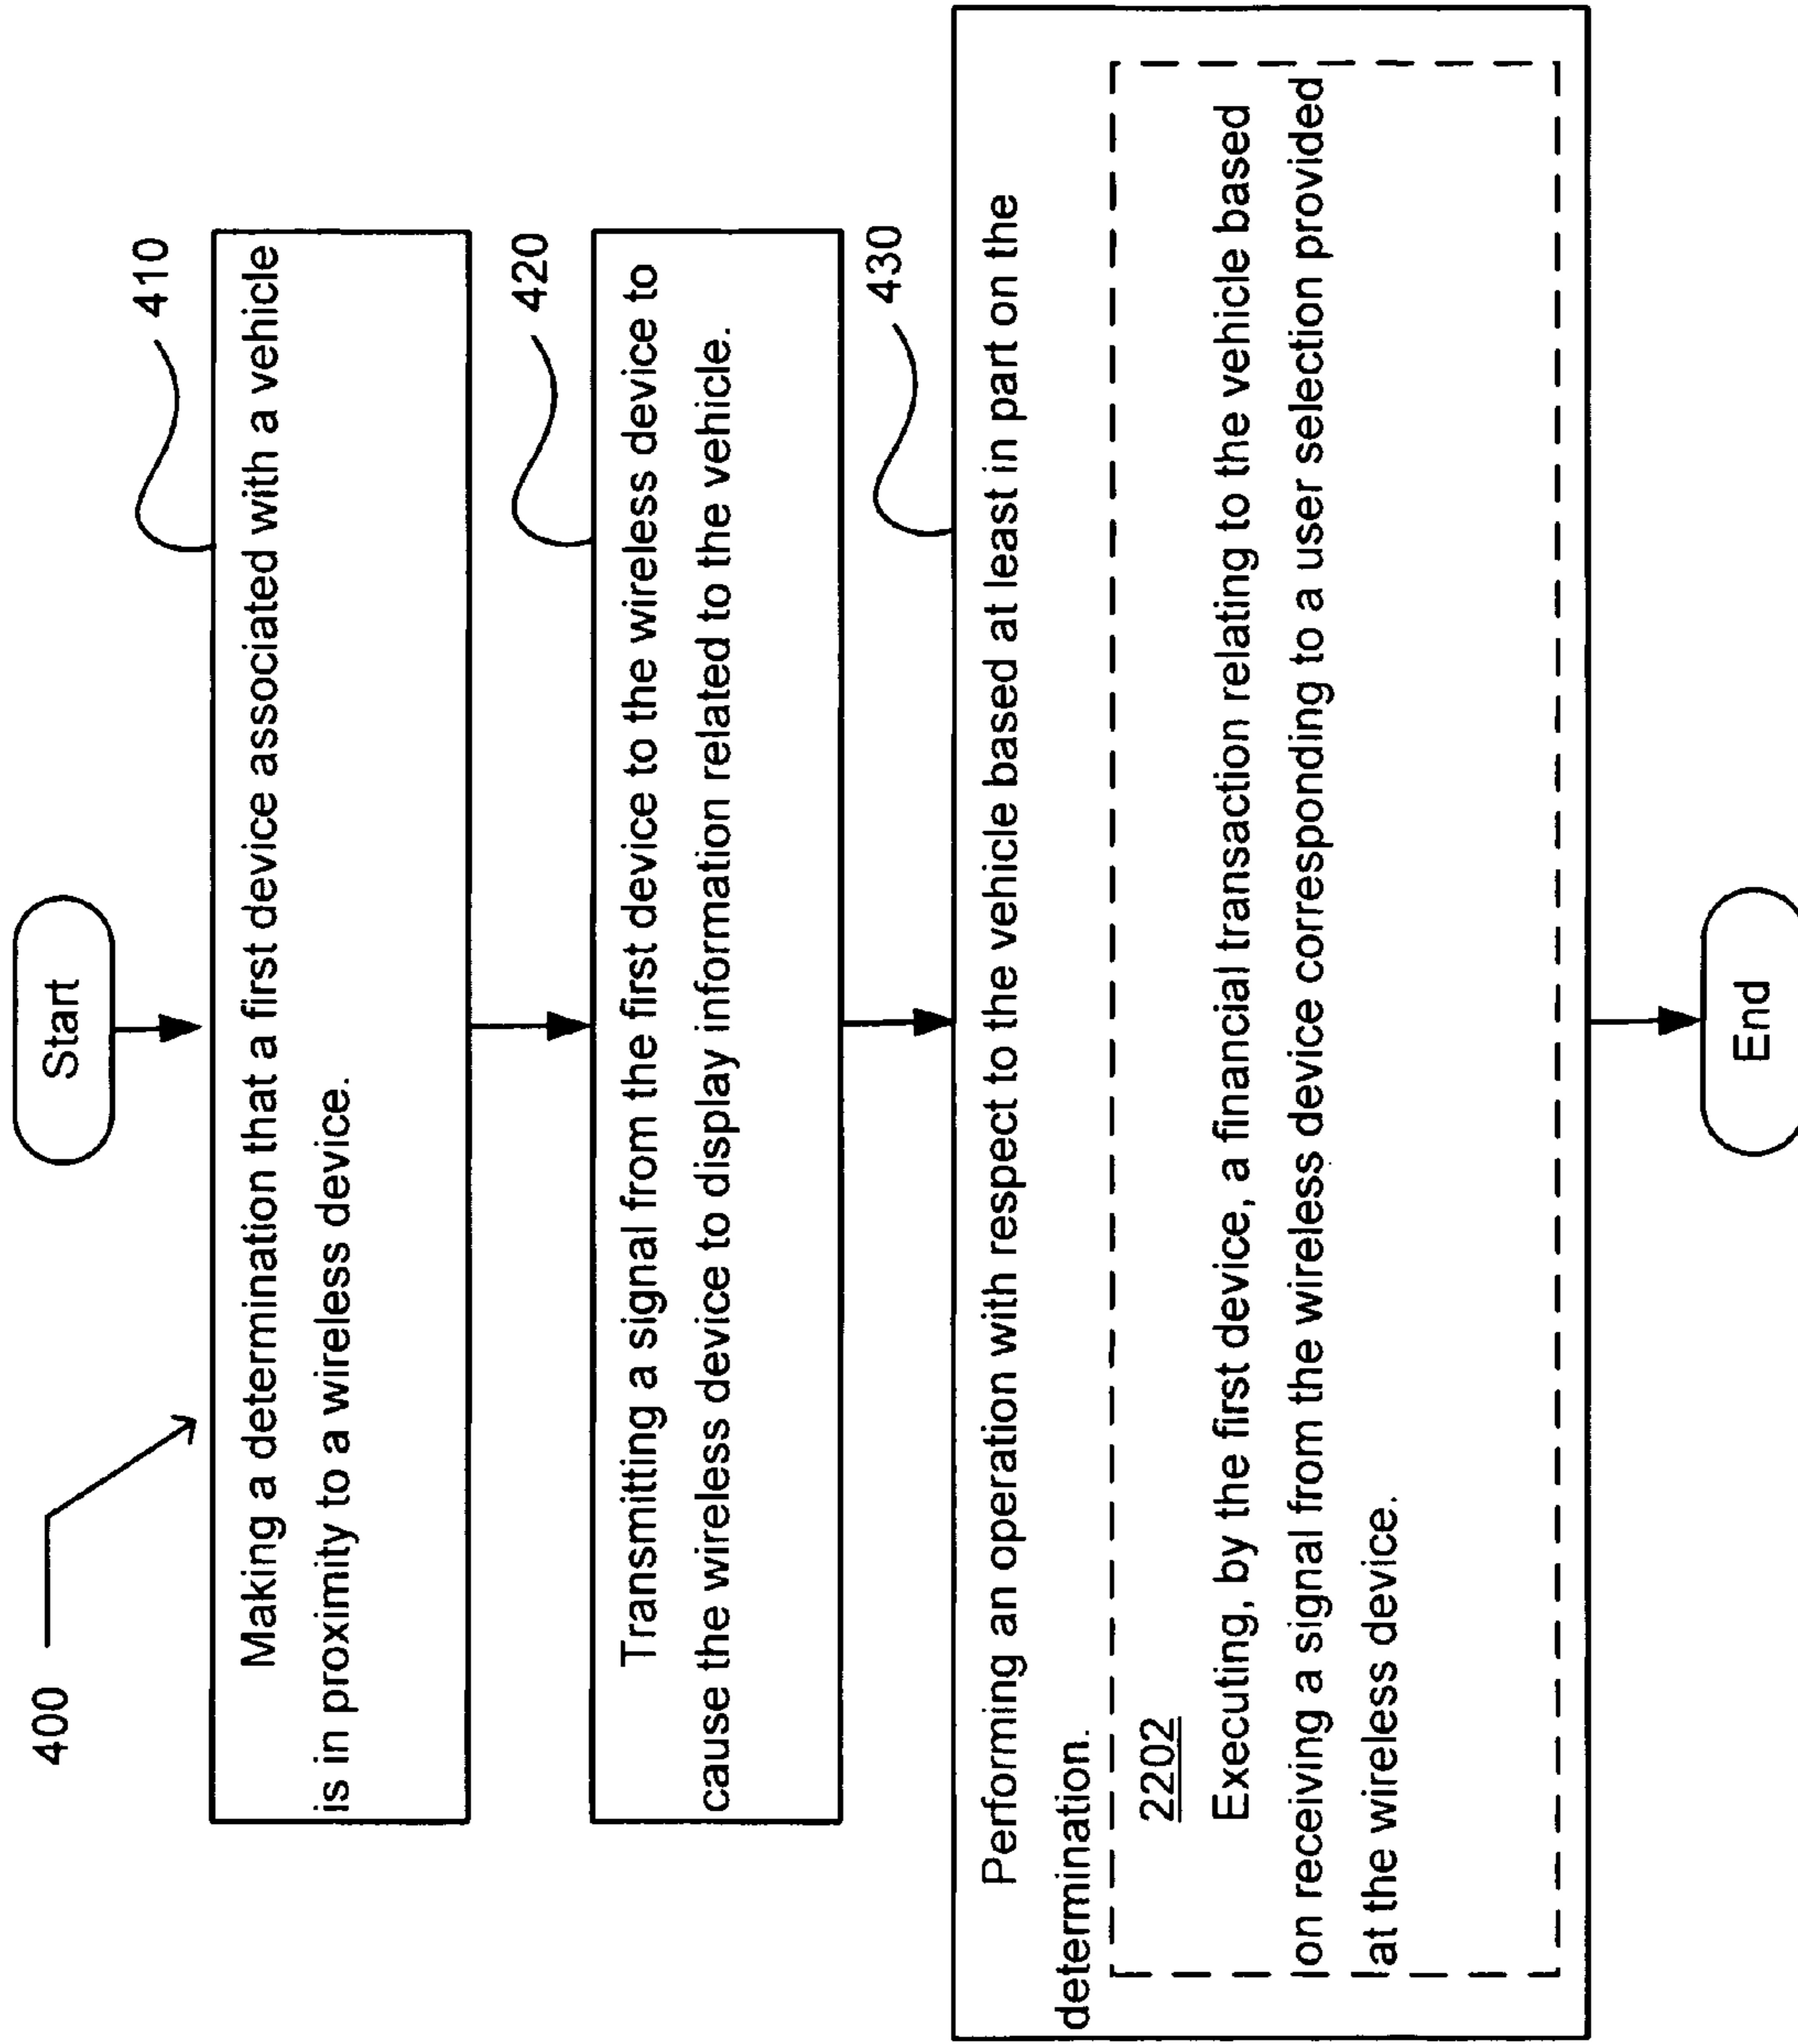 400
Start
410
Making a determination that a first device associated with a vehicle
is in proximity to a wireless device.
420
Transmitting a signal from the first device to the wireless device to
cause the wireless device to display information related to the vehicle.
430
Performing an operation with respect to the vehicle based at least in part on the
determination.
2202
Executing, by the first device, a financial transaction relating to the vehicle based
on receiving a signal from the wireless device corresponding to a user selection provided
at the wireless device.
End